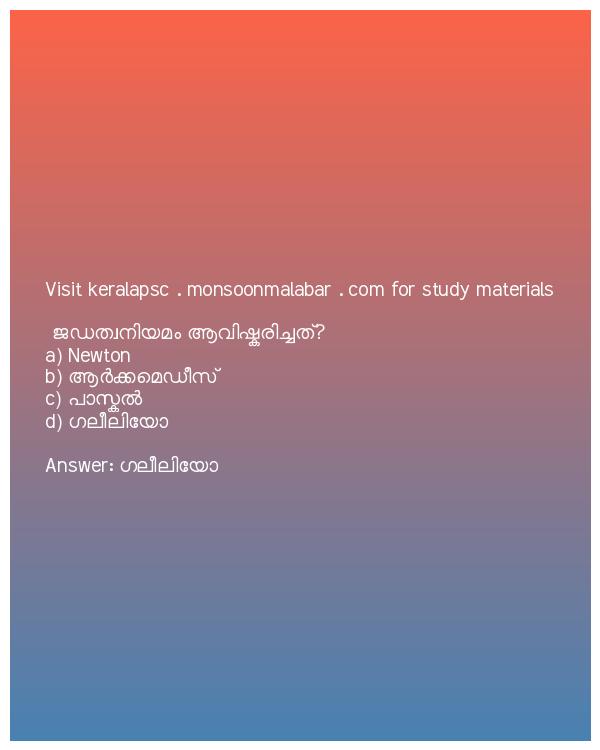 Visit keralapsc . monsoonmalabar . com for study materials
ജഡത്വനിയമം ആവിഷ്കരിച്ചത്?
a) Newton
b) ആർക്കമെഡീസ്
c) പാസ്കൽ
d) ഗലീലിയോ
Answer: ഗലീലിയോ